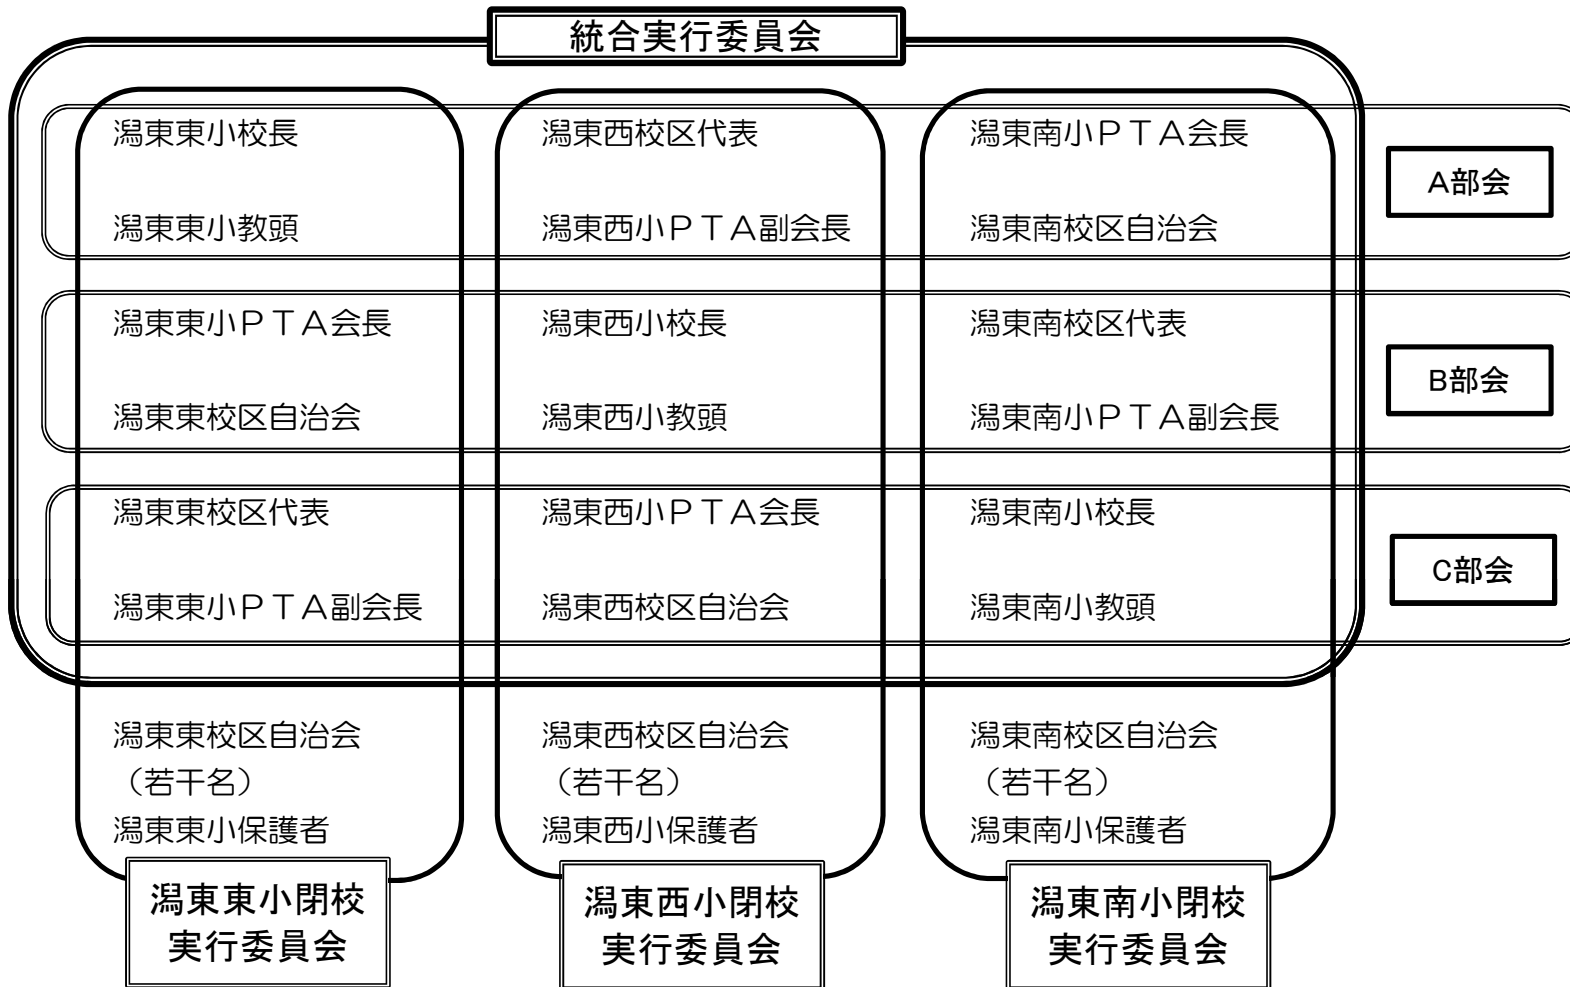 統合実行委員会
潟東東小校長
潟東西校区代表
潟東南小ＰＴＡ会長
A部会
潟東東小教頭
潟東西小ＰＴＡ副会長
潟東南校区自治会
潟東東小ＰＴＡ会長
潟東西小校長
潟東南校区代表
B部会
潟東東校区自治会
潟東西小教頭
潟東南小ＰＴＡ副会長
潟東東校区代表
潟東西小ＰＴＡ会長
潟東南小校長
C部会
潟東東小ＰＴＡ副会長
潟東西校区自治会
潟東南小教頭
潟東東校区自治会
（若干名）
潟東東小保護者
潟東西校区自治会
（若干名）
潟東西小保護者
潟東南校区自治会
（若干名）
潟東南小保護者
潟東東小閉校
実行委員会
潟東西小閉校
実行委員会
潟東南小閉校
実行委員会